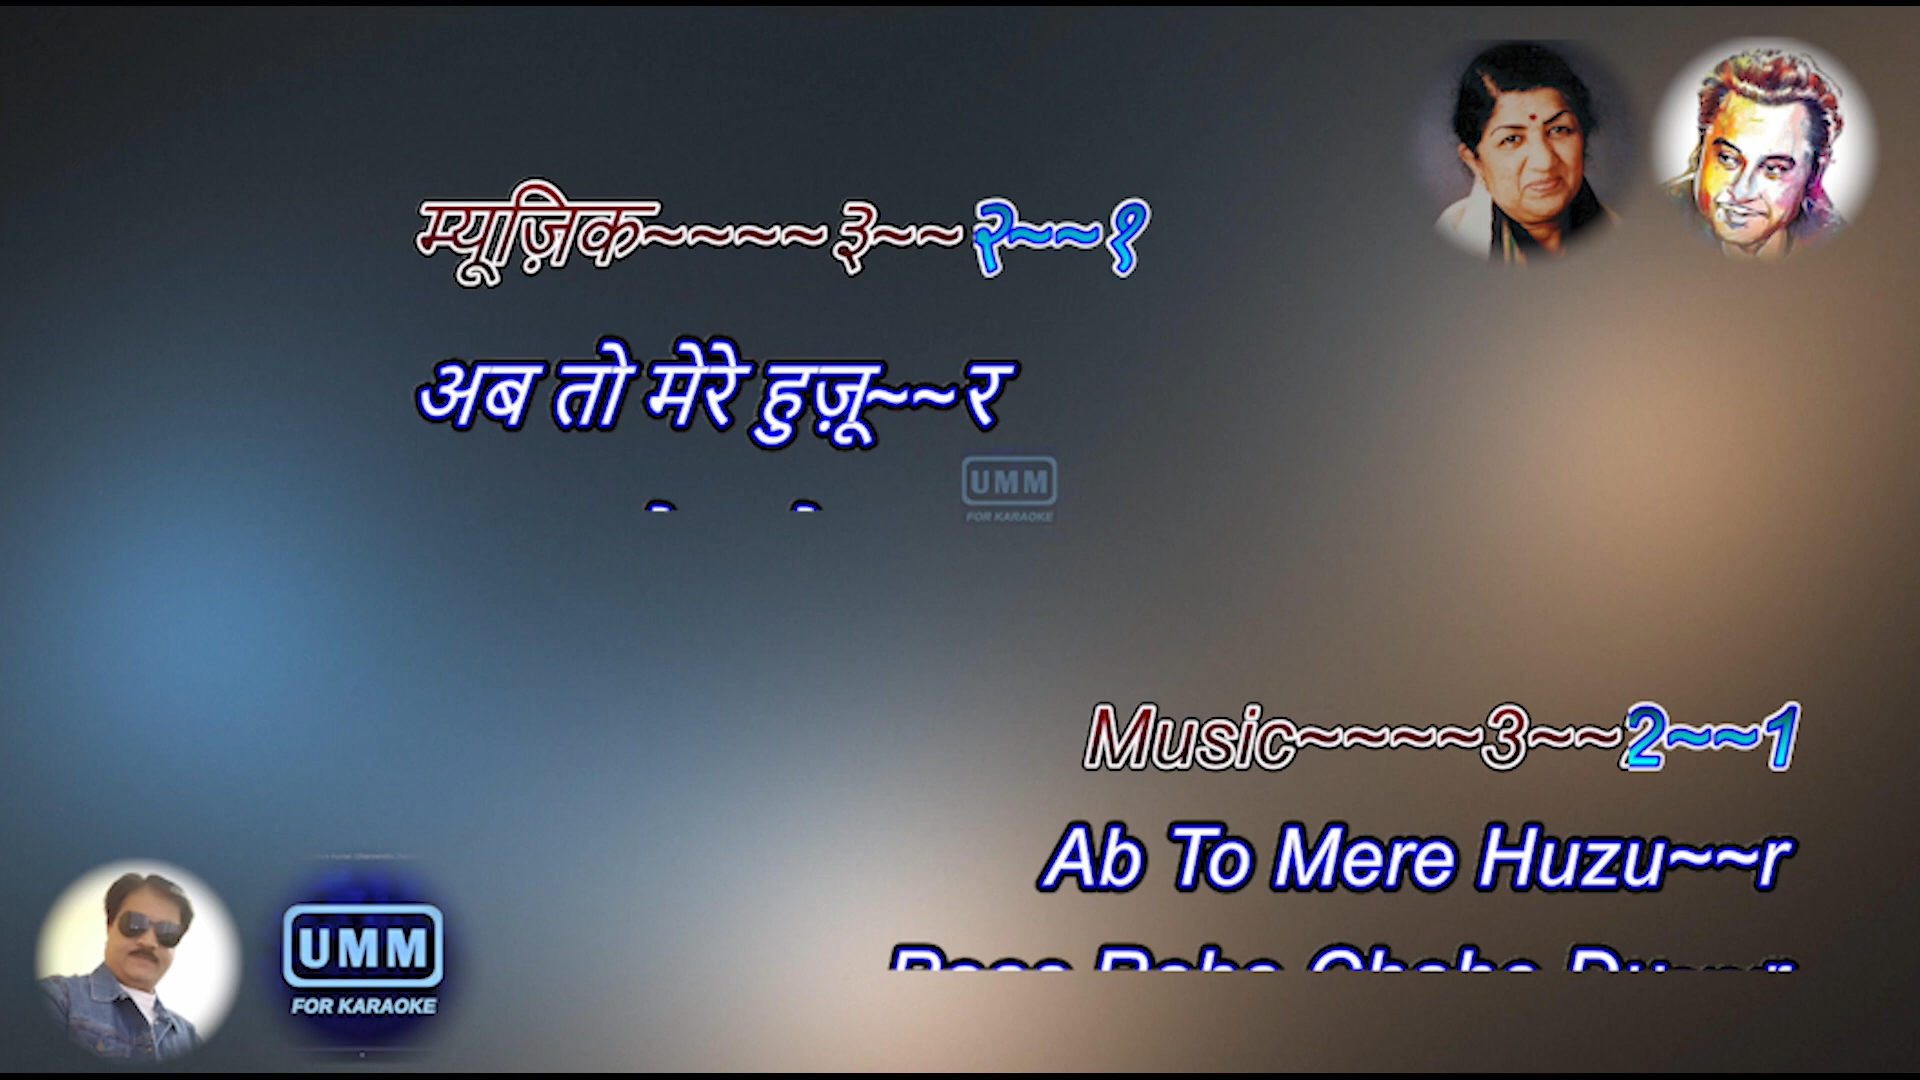 म्यूज़िक~~~~३~~२~~१
अब तो मेरे हुज़ू~~र
UMM
FOR KARAOKE
Music~~~~3~~2~~1
Ab To Mere Huzu~~r
UMM
FOR KARAOKE